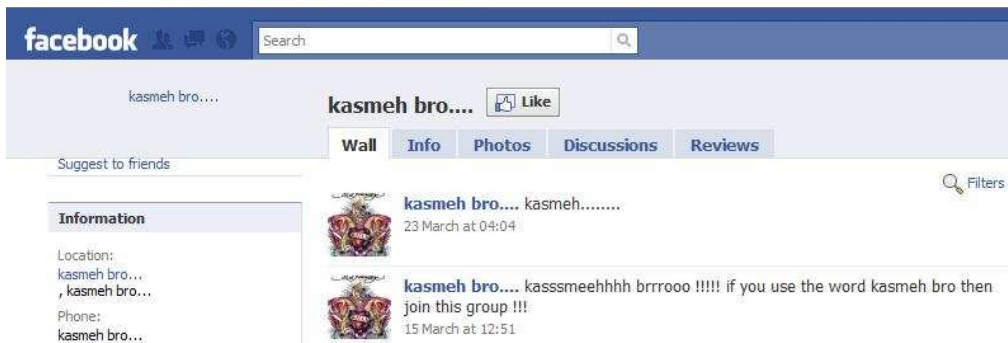 facebook
Search
kasmeh bro....
kasmeh bro.... Like
Wall Info Photos Discussions Reviews
Suggest to friends
Filters
Information
Location:
kasmeh bro...
, kasmeh bro...
Phone:
kasmeh bro...
kasmeh bro.... kasmeh........
23 March at 04:04
kasmeh bro.... kasssmeehhhh brrrooo !!!!! if you use the word kasmeh bro then
join this group !!!
15 March at 12:51